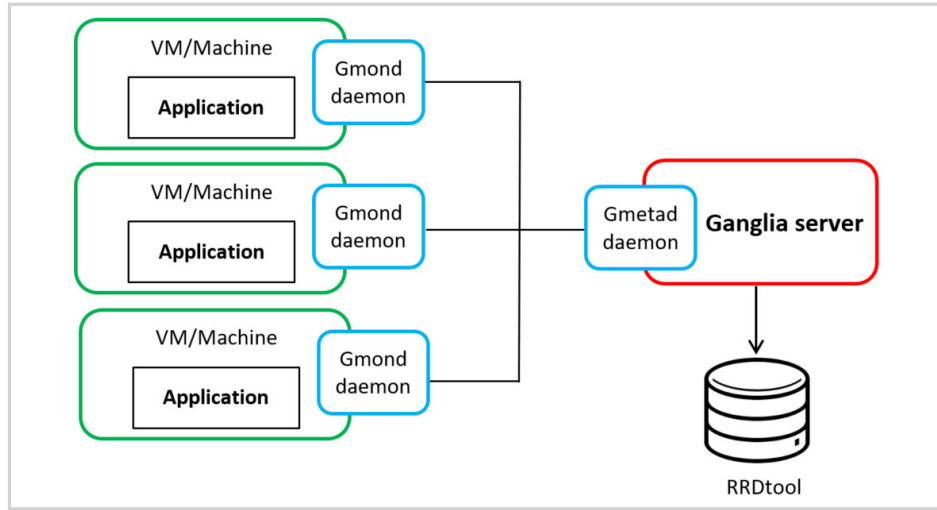 VM/Machine
Application
Gmond
daemon
VM/Machine
Application
Gmond
daemon
VM/Machine
Application
Gmond
daemon
Gmetad
daemon
Ganglia server
RRDtool